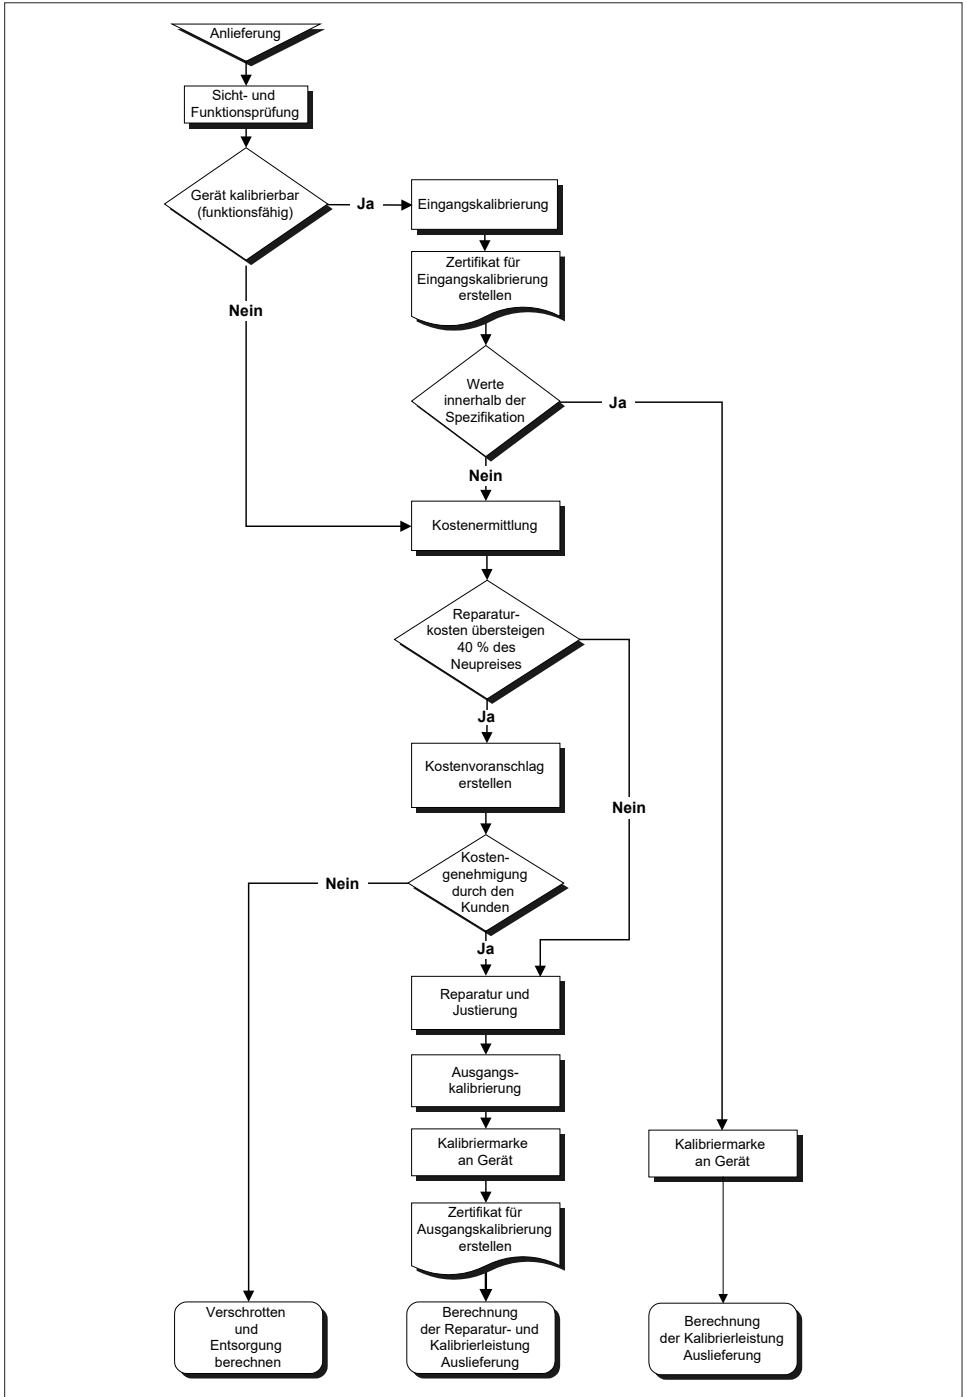 Anlieferung
Sicht- und
Funktionsprüfung
Gerät kalibrierbar
(funktionsfähig)
Ja
Eingangskalibrierung
Zertifikat für
Eingangskalibrierung
erstellen
Nein
Werte
innerhalb der
Spezifikation
Ja
Nein
Kostenermittlung
Reparatur-
kosten übersteigen
40 % des
Neupreises
Ja
Kostenvoranschlag
erstellen
Nein
Kosten-
genehmigung
durch den
Kunden
Nein
Ja
Reparatur und
Justierung
Ausgangs-
kalibrierung
Kalibriermarke
an Gerät
Kalibriermarke
an Gerät
Zertifikat für
Ausgangskalibrierung
erstellen
Verschrotten
und
Entsorgung
berechnen
Berechnung
der Reparatur- und
Kalibrierleistung
Auslieferung
Berechnung
der Kalibrierleistung
Auslieferung